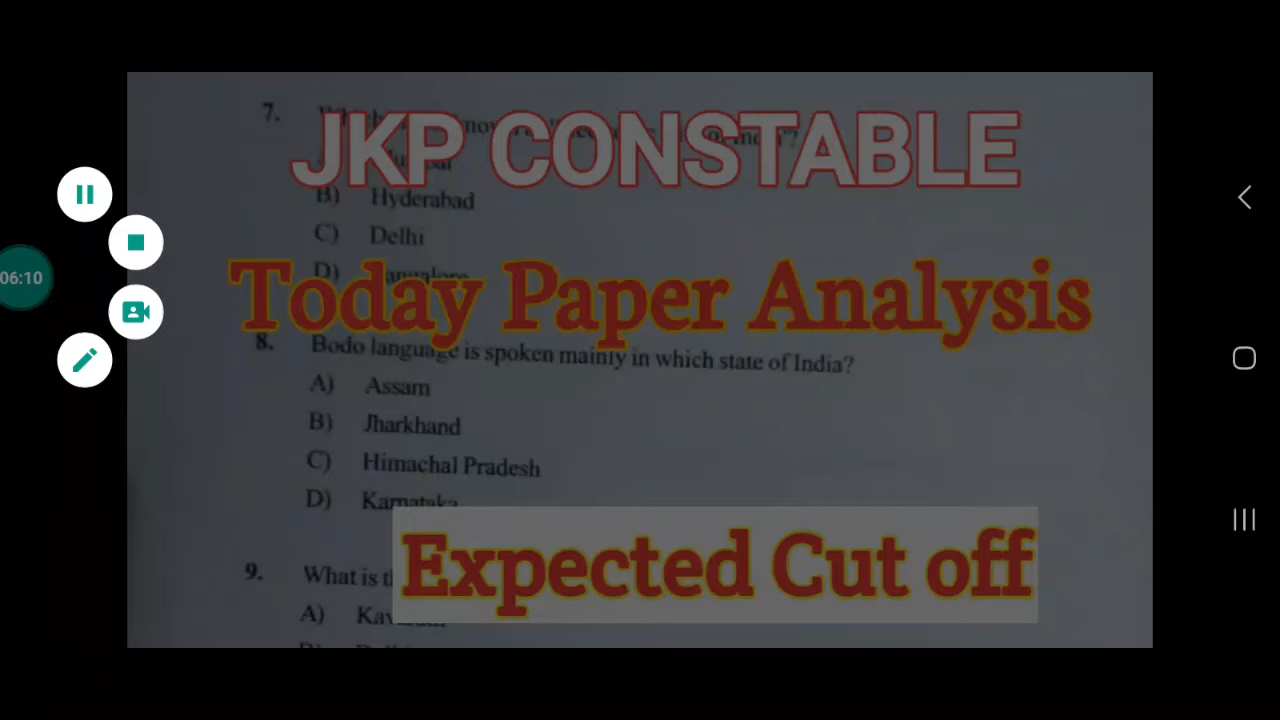 7.
JKP CONSTABLE
B) Hyderabad
C) Delhi
D)
Today Paper Analysis
06:10
8. Bodo language is spoken mainly in which state of India?
A) Assam
B) Jharkhand
C) Himachal Pradesh
D) Karnataka
Expected Cut off
9. What is
A)